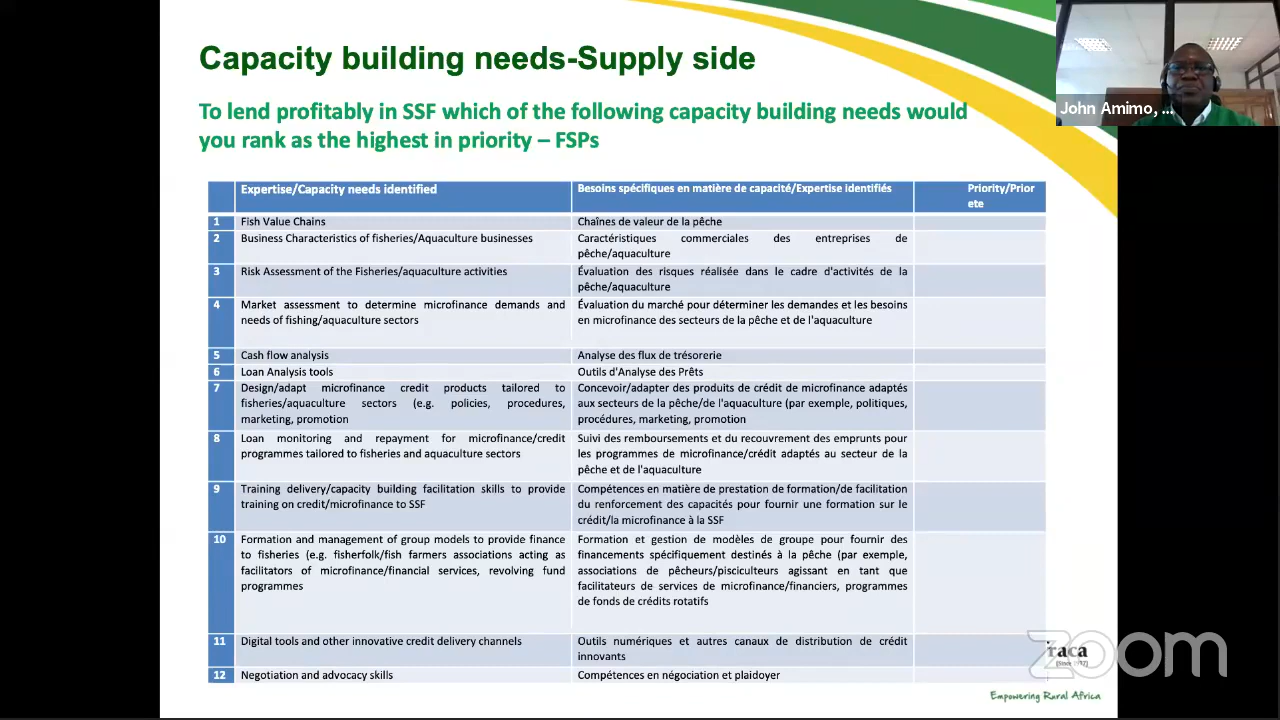 Capacity building needs-Supply side
To lend profitably in SSF which of the following capacity building needs would
you rank as the highest in priority – FSPs
John Amimo, ...
Expertise/Capacity needs identified
Besoins spécifiques en matière de capacité/Expertise identifiés
Priority/Prior
ete
1 Fish Value Chains
Chaînes de valeur de la pêche
2 Business Characteristics of fisheries/Aquaculture businesses
Caractéristiques commerciales des entreprises de
pêche/aquaculture
3 Risk Assessment of the Fisheries/aquaculture activities
Évaluation des risques réalisée dans le cadre d'activités de la
pêche/aquaculture
4 Market assessment to determine microfinance demands and
needs of fishing/aquaculture sectors
Évaluation du marché pour déterminer les demandes et les besoins
en microfinance des secteurs de la pêche et de l'aquaculture
5 Cash flow analysis
Analyse des flux de trésorerie
6 Loan Analysis tools
Outils d'Analyse des Prêts
7 Design/adapt microfinance credit products tailored to
fisheries/aquaculture sectors (e.g. policies, procedures,
marketing, promotion
Concevoir/adapter des produits de crédit de microfinance adaptés
aux secteurs de la pêche/de l'aquaculture (par exemple, politiques,
procédures, marketing, promotion
8 Loan monitoring and repayment for microfinance/credit
programmes tailored to fisheries and aquaculture sectors
Suivi des remboursements et du recouvrement des emprunts pour
les programmes de microfinance/crédit adaptés au secteur de la
pêche et de l'aquaculture
9 Training delivery/capacity building facilitation skills to provide
training on credit/microfinance to SSF
Compétences en matière de prestation de formation/de facilitation
du renforcement des capacités pour fournir une formation sur le
crédit/la microfinance à la SSF
10 Formation and management of group models to provide finance
to fisheries (e.g. fisherfolk/fish farmers associations acting as
facilitators of microfinance/financial services, revolving fund
programmes
Formation et gestion de modèles de groupe pour fournir des
financements spécifiquement destinés à la pêche (par exemple,
associations de pêcheurs/pisciculteurs agissant en tant que
facilitateurs de services de microfinance/financiers, programmes
de fonds de crédits rotatifs
11 Digital tools and other innovative credit delivery channels
Outils numériques et autres canaux de distribution de crédit
innovants
12 Negotiation and advocacy skills
Compétences en négociation et plaidoyer
raca
zoom
Empowering Rural Africa